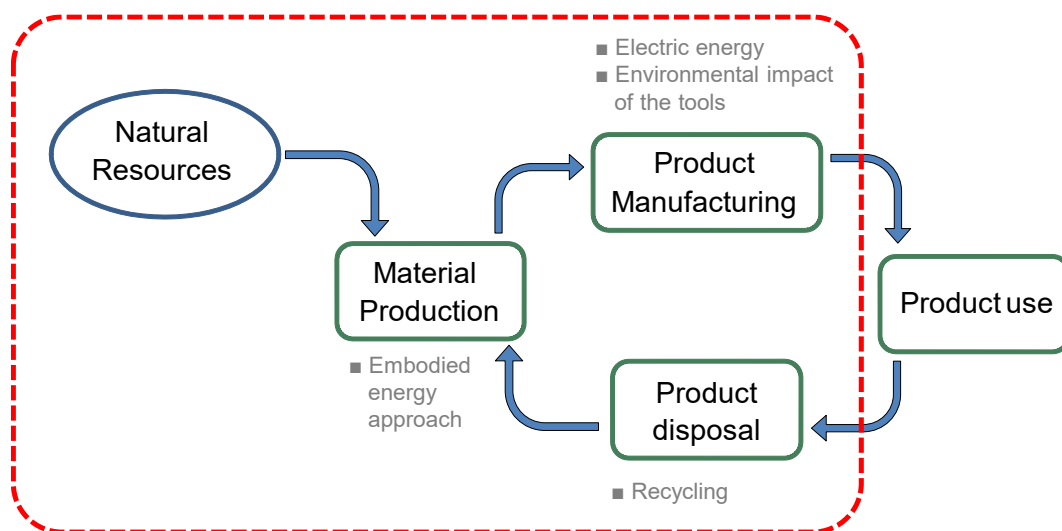 ■ Electric energy
■ Environmental impact
of the tools
Natural
Resources
Product
Manufacturing
Material
Production
Product use
■ Embodied
energy
approach
Product
disposal
■ Recycling